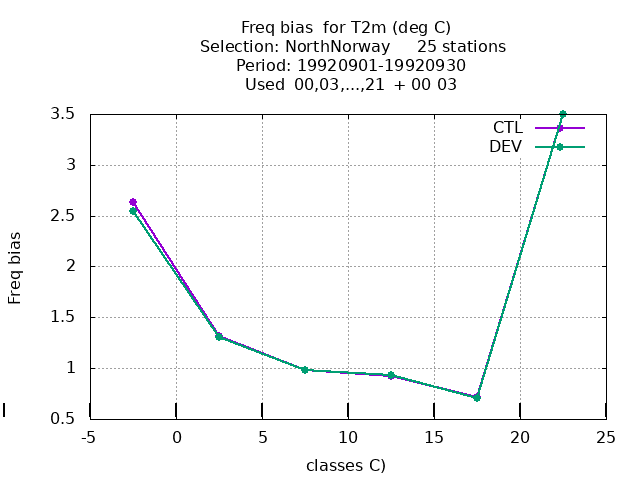 Freq bias  for T2m (deg C)
Selection: NorthNorway     25 stations
Period: 19920901-19920930
Used  00,03,...,21  + 00 03
CTL
DEV
3.5
3
2.5
2
1.5
1
0.5
Freq bias
-5
0
5
10
15
20
25
classes C)